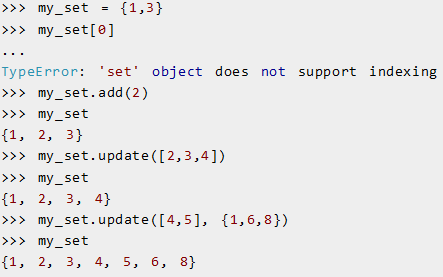 >>> my_set = {1,3}
>>> my_set[0]
...
TypeError: 'set' object does not support indexing
>>> my_set.add(2)
>>> my_set
{1, 2, 3}
>>> my_set.update([2,3,4])
>>> my_set
{1, 2, 3, 4}
>>> my_set.update([4,5], {1,6,8})
>>> my_set
{1, 2, 3, 4, 5, 6, 8}